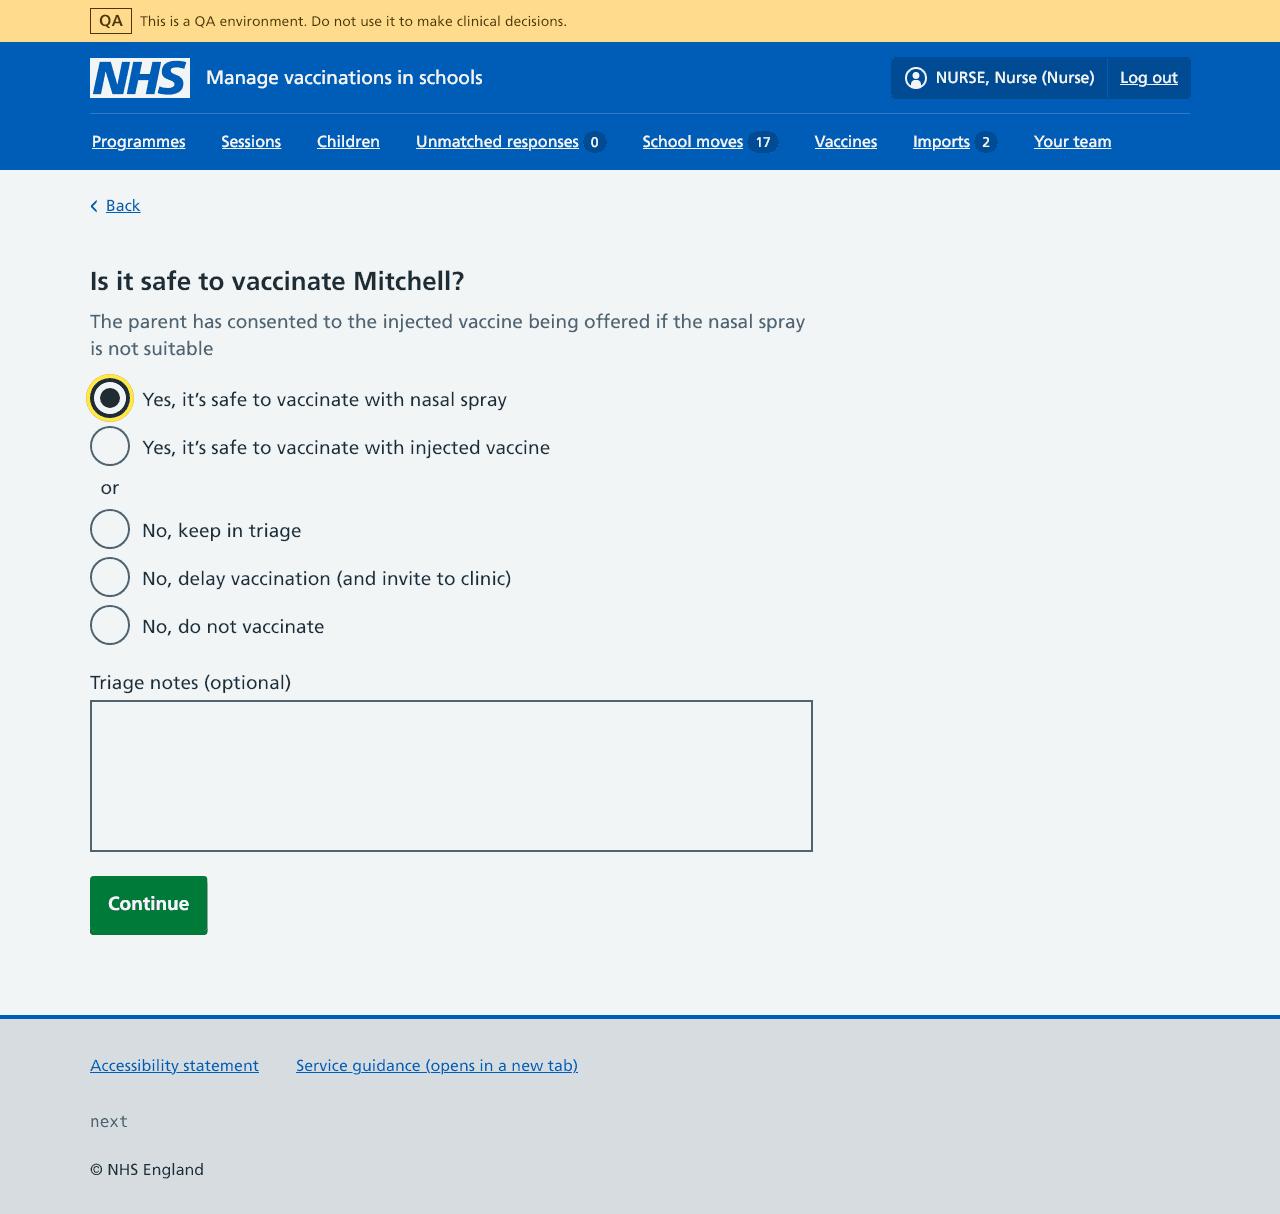 QA This is a QA environment. Do not use it to make clinical decisions.
NHS Manage vaccinations in schools NURSE, Nurse (Nurse) Log out
Programmes Sessions Children Unmatched responses 0 School moves 17 Vaccines Imports 2 Your team
Back
Is it safe to vaccinate Mitchell?
The parent has consented to the injected vaccine being offered if the nasal spray
is not suitable
Yes, it’s safe to vaccinate with nasal spray
Yes, it’s safe to vaccinate with injected vaccine
or
No, keep in triage
No, delay vaccination (and invite to clinic)
No, do not vaccinate
Triage notes (optional)
Continue
Accessibility statement Service guidance (opens in a new tab)
next
© NHS England